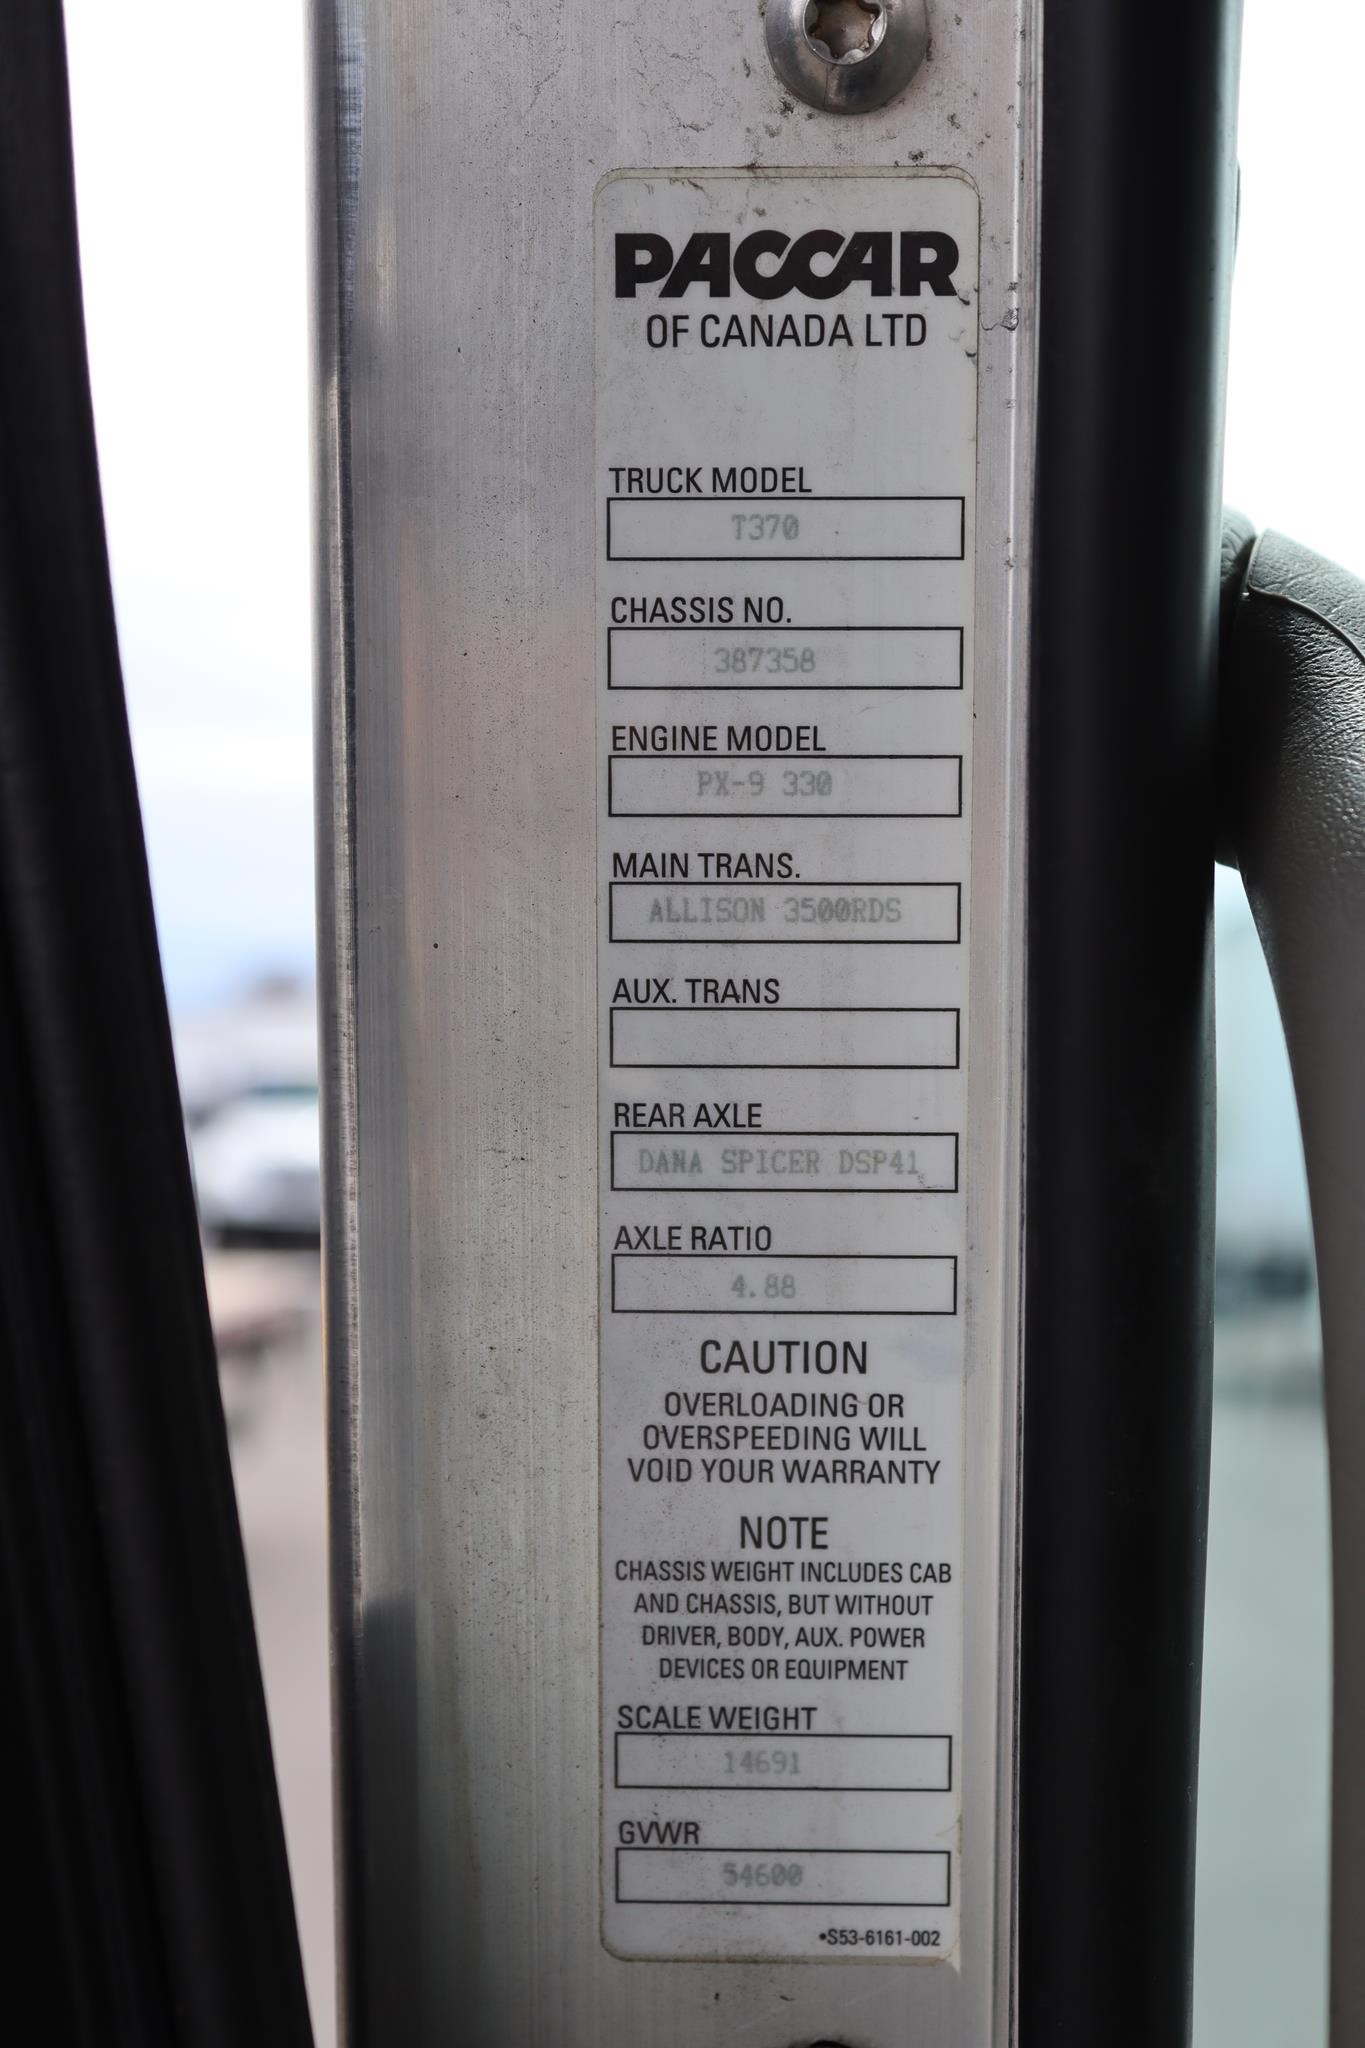 PACCAR
OF CANADA LTD
TRUCK MODEL
T370
CHASSIS NO.
387358
ENGINE MODEL
PX-9 330
MAIN TRANS.
ALLISON 3500RDS
AUX. TRANS
REAR AXLE
DANA SPICER DSP41
AXLE RATIO
4.88
CAUTION
OVERLOADING OR
OVERSPEEDING WILL
VOID YOUR WARRANTY
NOTE
CHASSIS WEIGHT INCLUDES CAB
AND CHASSIS, BUT WITHOUT
DRIVER, BODY, AUX. POWER
DEVICES OR EQUIPMENT
SCALE WEIGHT
14691
GVWR
54600
•S53-6161-002